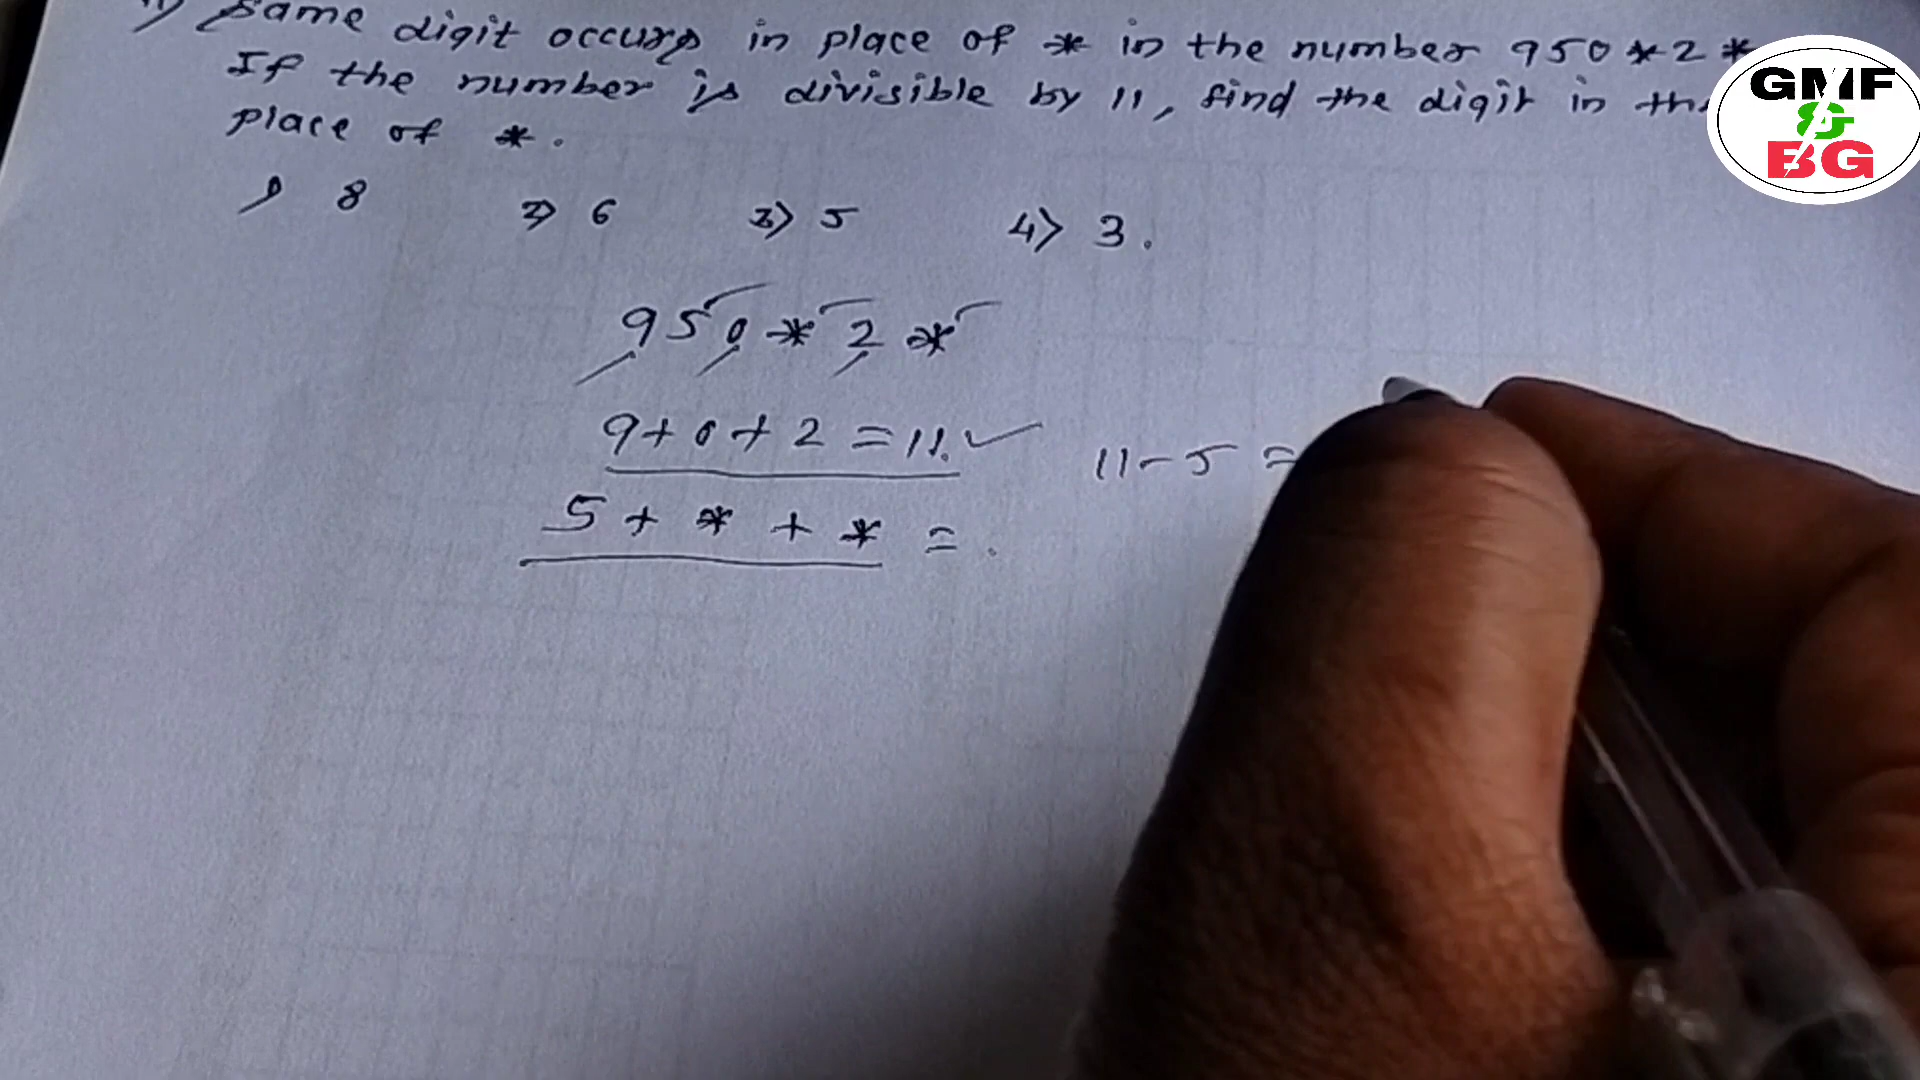 Same digit occurs in place of * in the number 950*2*
If the number is divisible by 11, find the digit in the
place of *.
1) 8 2) 6 3) 5 4) 3.
950*2*
9+0+2=11.✓ 11-5=
5+*+*=
GMF
&
BG